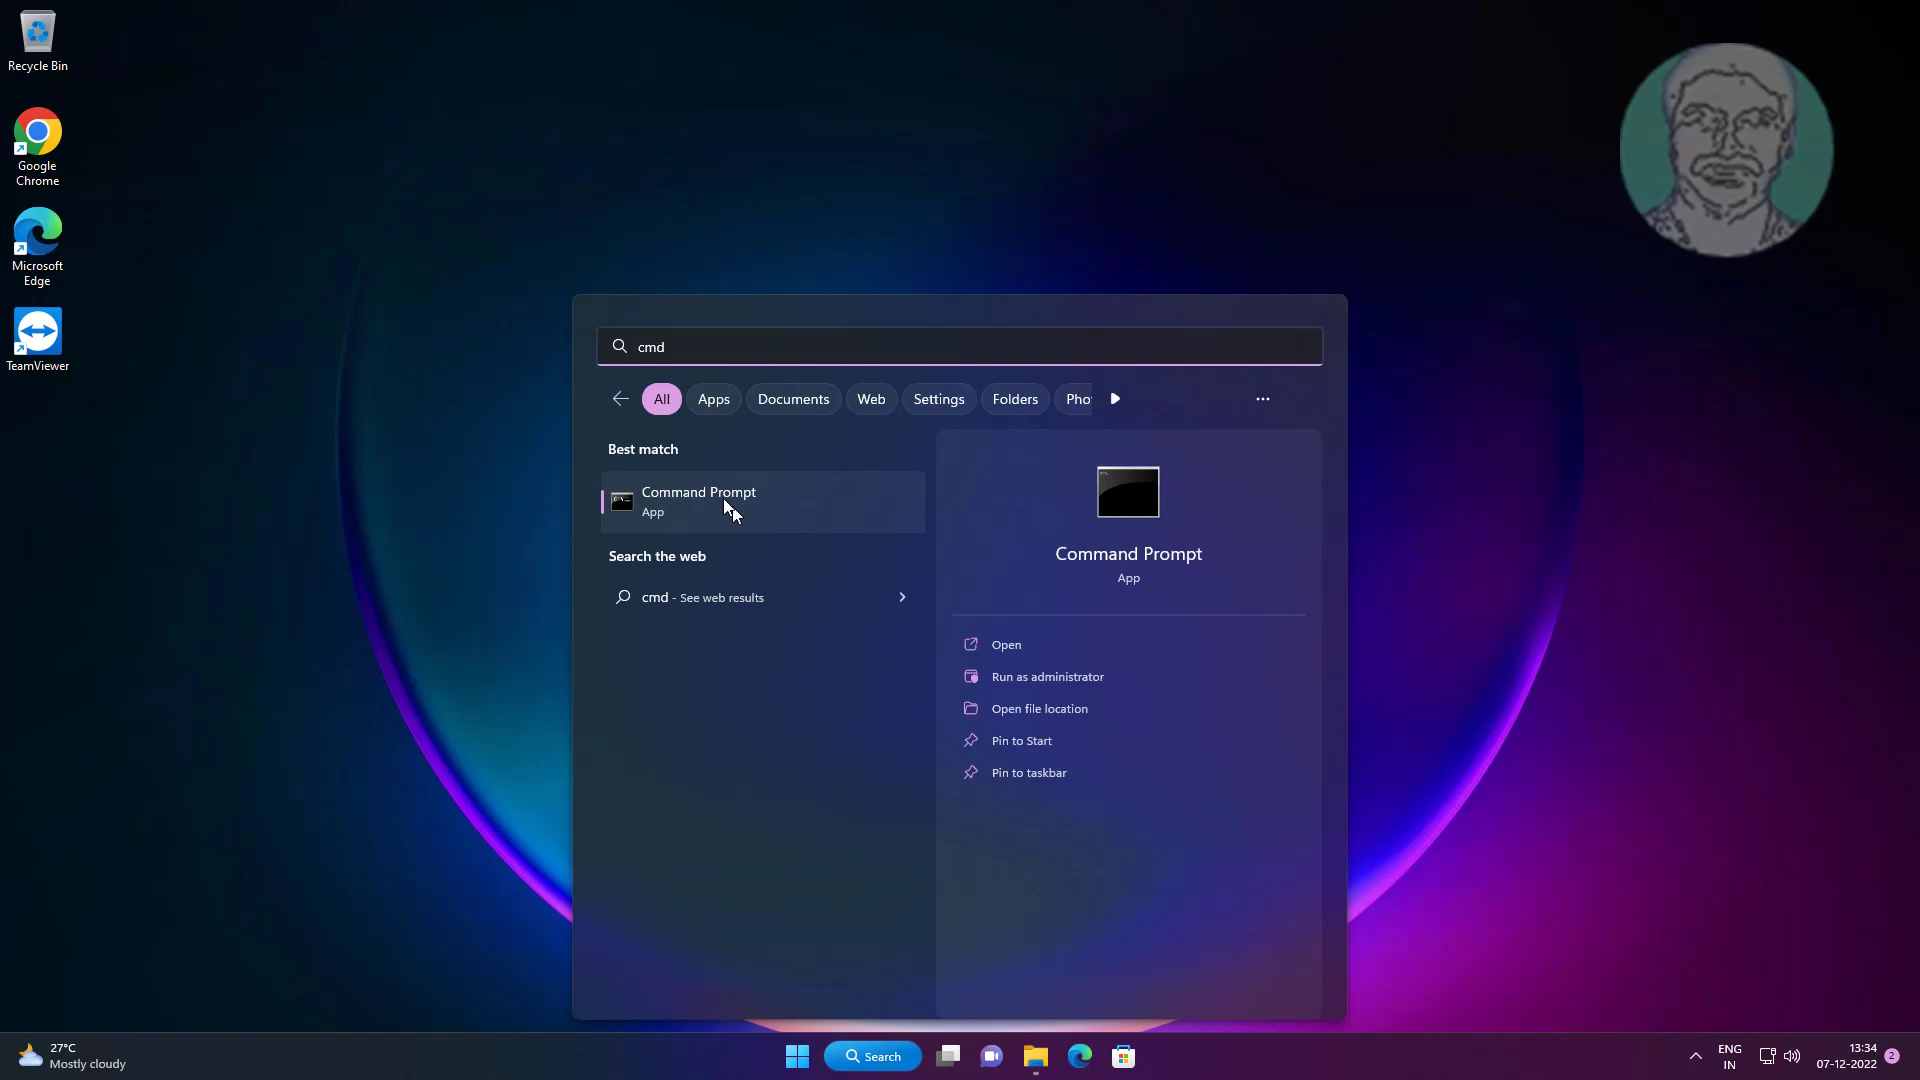 Recycle Bin
Google
Chrome
Microsoft
Edge
TeamViewer
cmd
All
Apps
Documents
Web
Settings
Folders
Pho
Best match
Command Prompt
App
Search the web
cmd - See web results
Command Prompt
App
Open
Run as administrator
Open file location
Pin to Start
Pin to taskbar
27°C
Mostly cloudy
Search
ENG
IN
13:34
07-12-2022
2